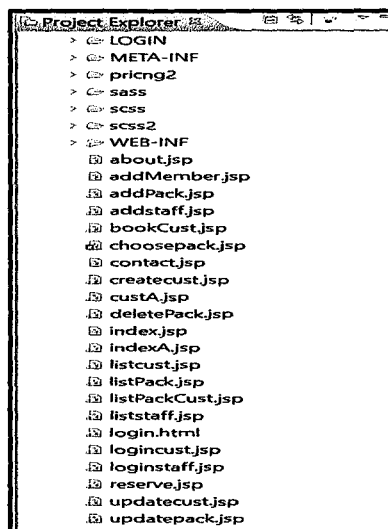 Project Explorer
LOGIN
META-INF
pricng2
sass
scss
scss2
WEB-INF
about.jsp
addMember.jsp
addPack.jsp
addstaff.jsp
bookCust.jsp
choosepack.jsp
contact.jsp
createcust.jsp
custA.jsp
deletePack.jsp
index.jsp
indexA.jsp
listcust.jsp
listPack.jsp
listPackCust.jsp
liststaff.jsp
login.html
logincust.jsp
loginstaff.jsp
reserve.jsp
updatecust.jsp
updatepack.jsp